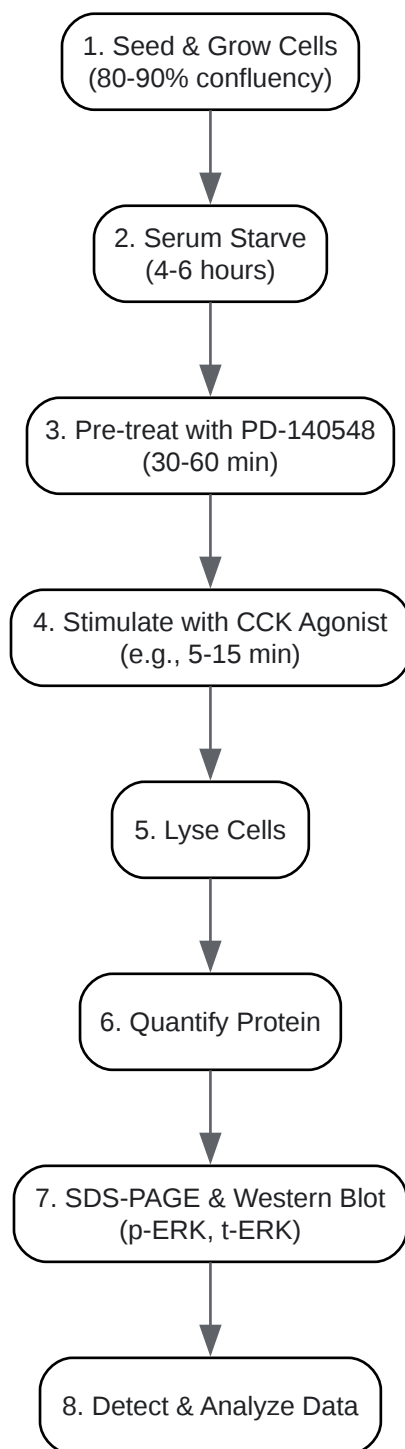 1. Seed & Grow Cells
(80-90% confluency)
2. Serum Starve
(4-6 hours)
3. Pre-treat with PD-140548
(30-60 min)
4. Stimulate with CCK Agonist
(e.g., 5-15 min)
5. Lyse Cells
6. Quantify Protein
7. SDS-PAGE & Western Blot
(p-ERK, t-ERK)
8. Detect & Analyze Data